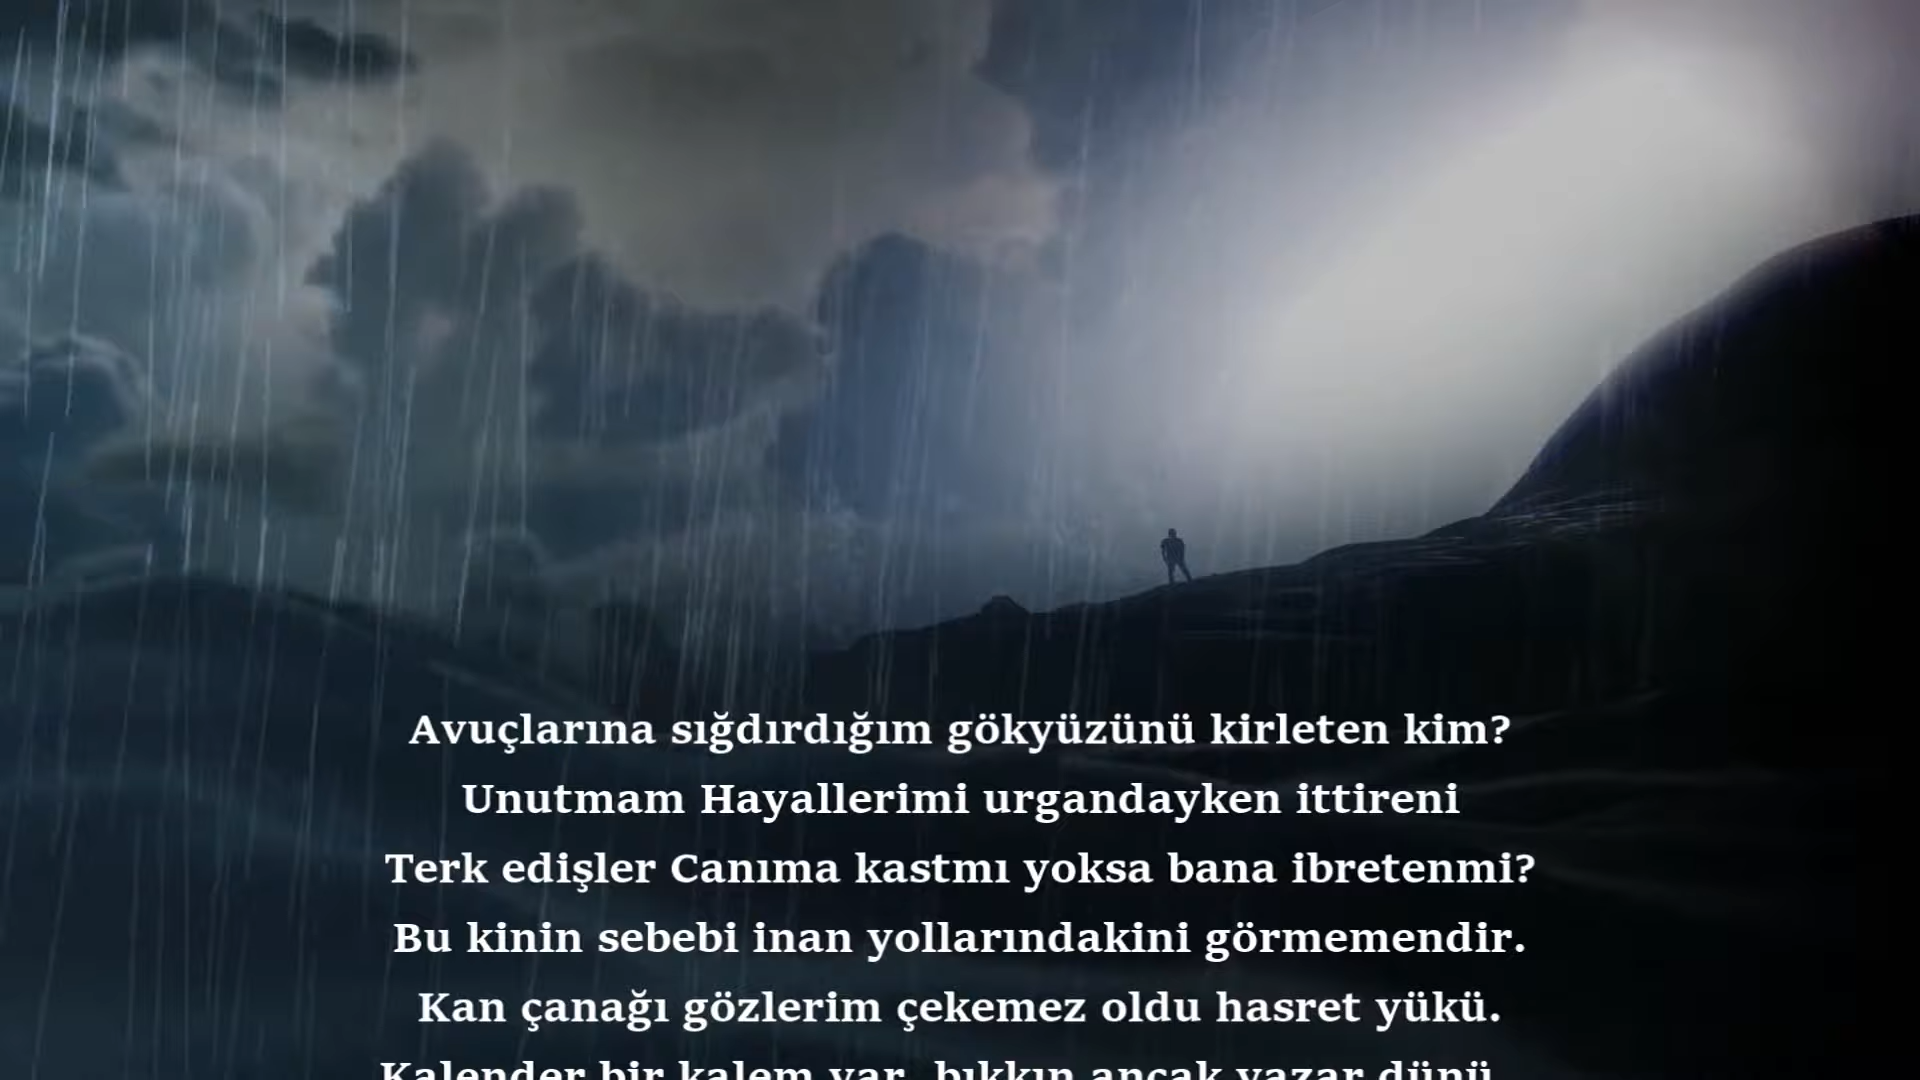 Avuçlarına sığdırdığım gökyüzünü kirleten kim?
Unutmam Hayallerimi urgandayken ittireni
Terk edişler Canıma kastmı yoksa bana ibretenmi?
Bu kinin sebebi inan yollarındakini görmemendir.
Kan çanağı gözlerim çekemez oldu hasret yükü.
Kalender bir kalem var, bıkkın ancak yazar dünü